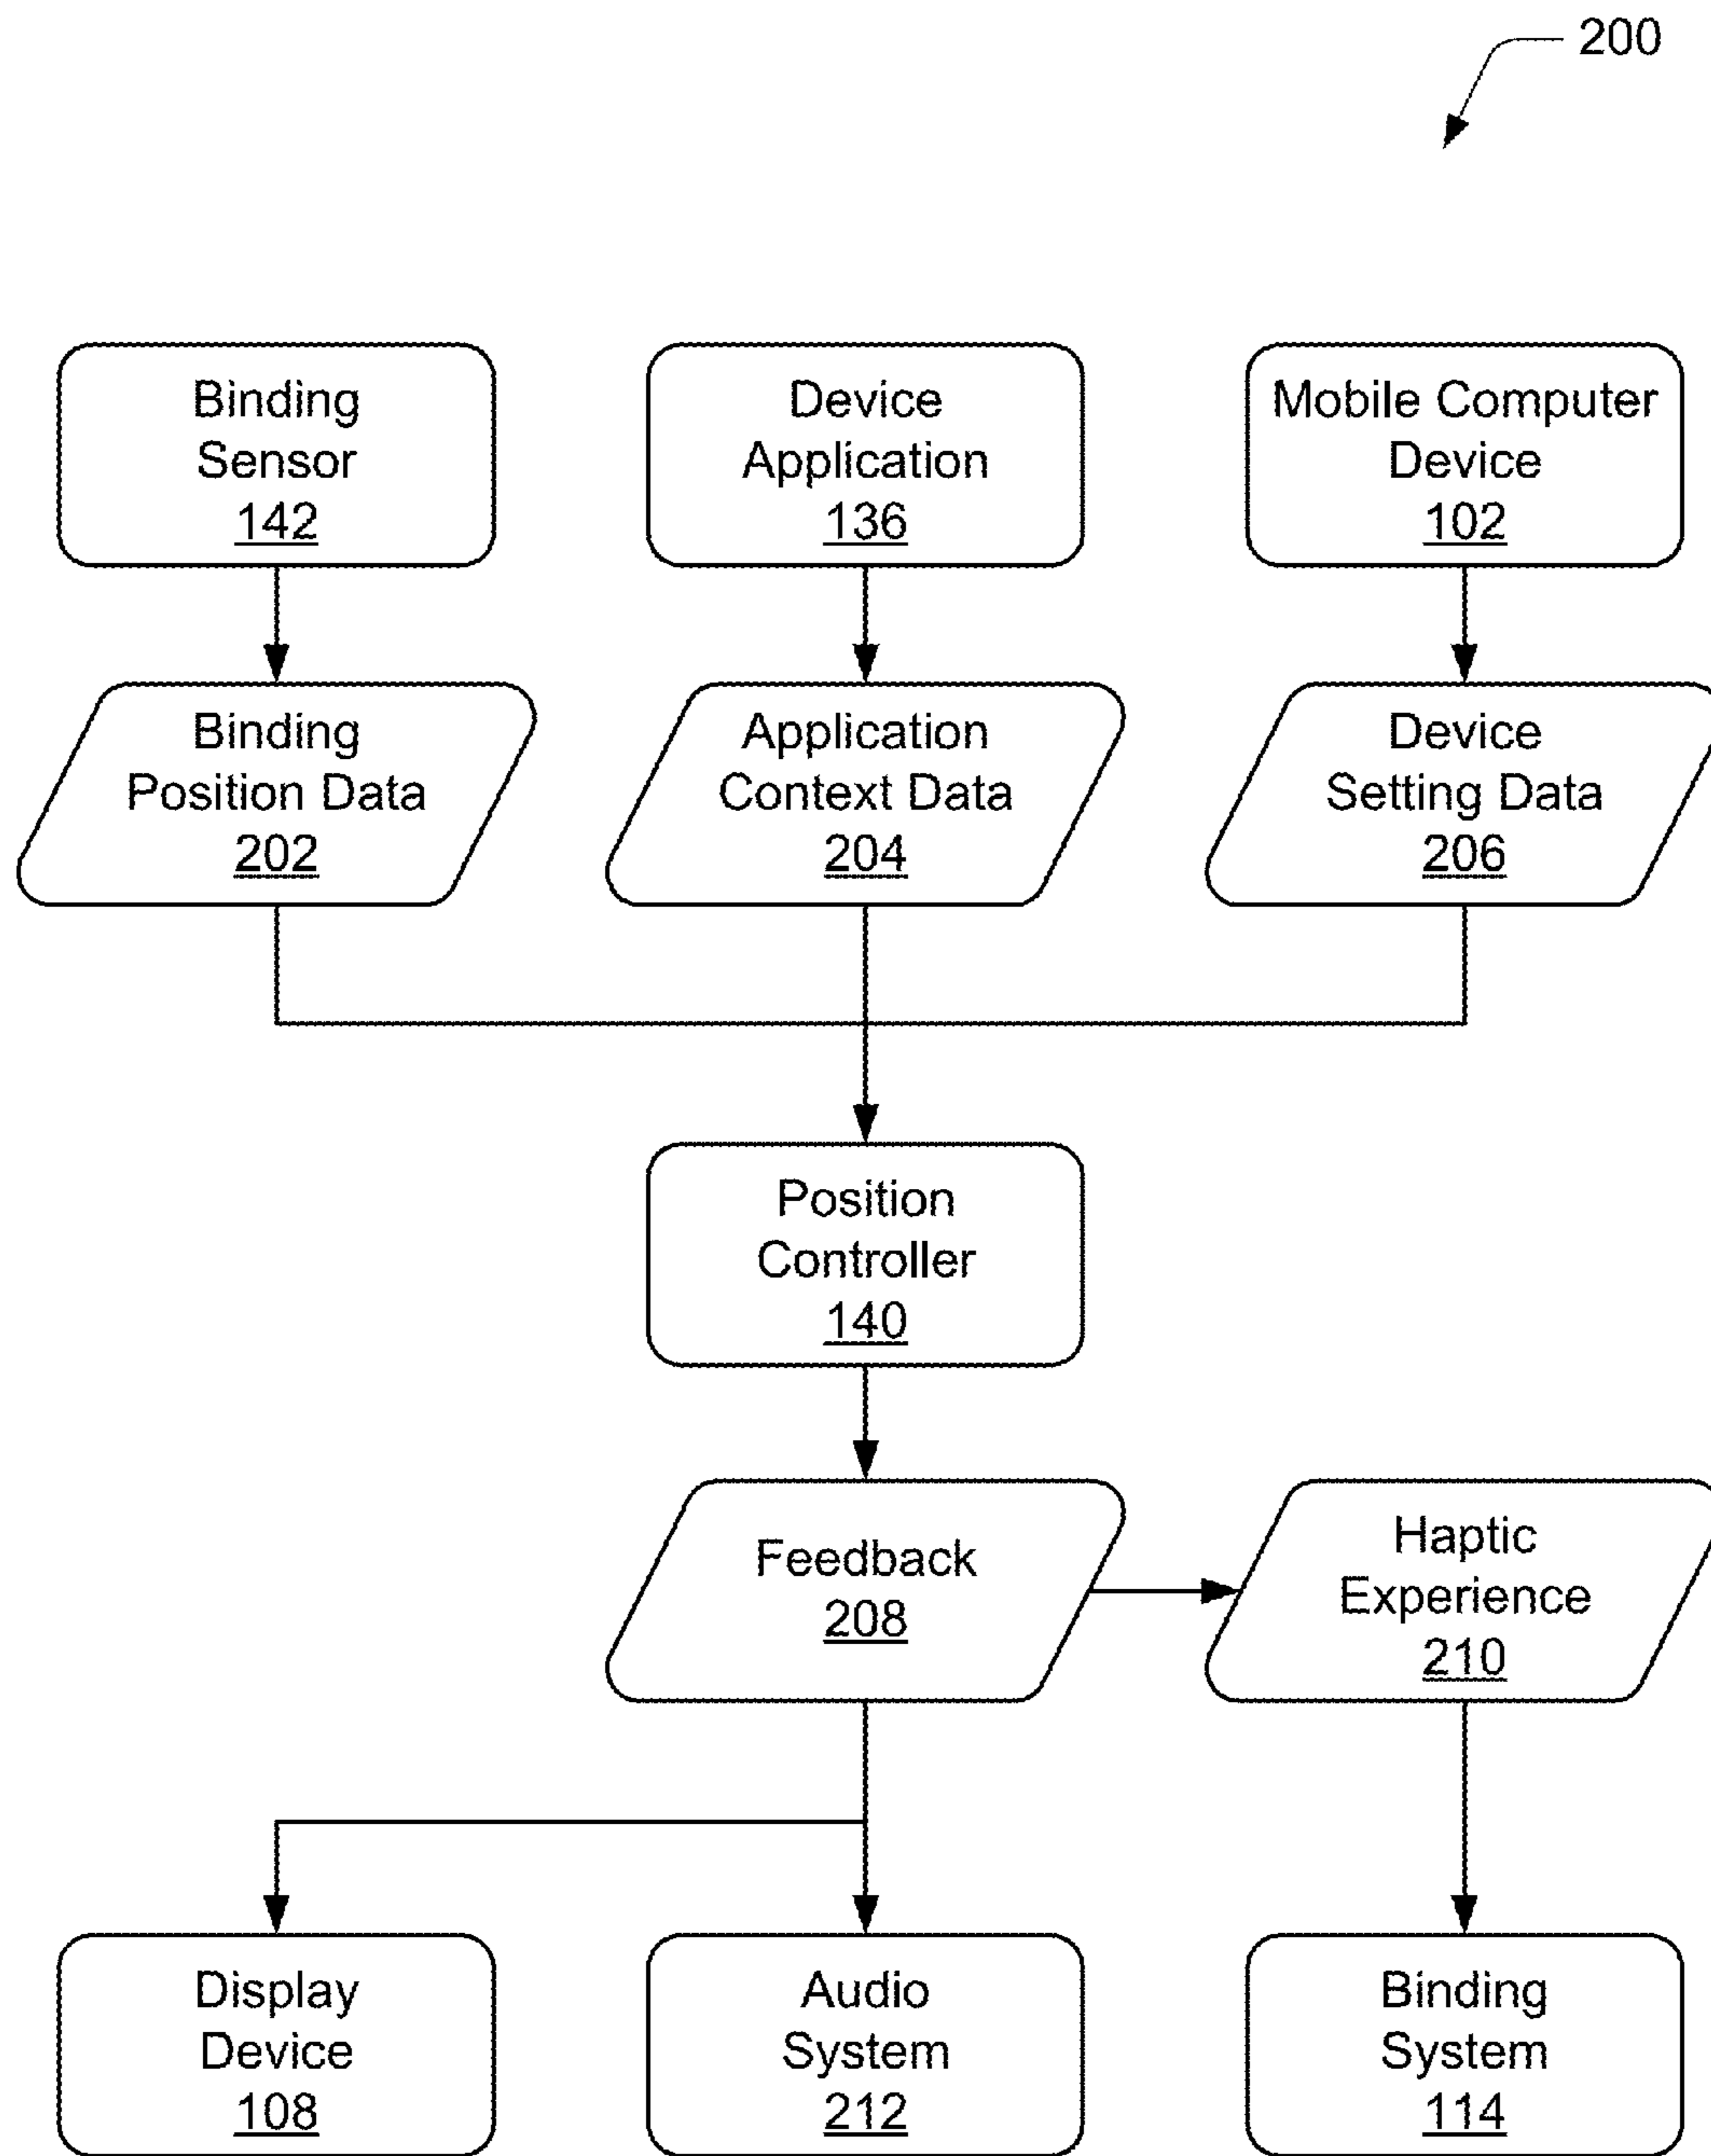 200
Binding
Sensor
142
Device
Application
136
Mobile Computer
Device
102
Binding
Position Data
202
Application
Context Data
204
Device
Setting Data
206
Position
Controller
140
Feedback
208
Haptic
Experience
210
Display
Device
108
Audio
System
212
Binding
System
114